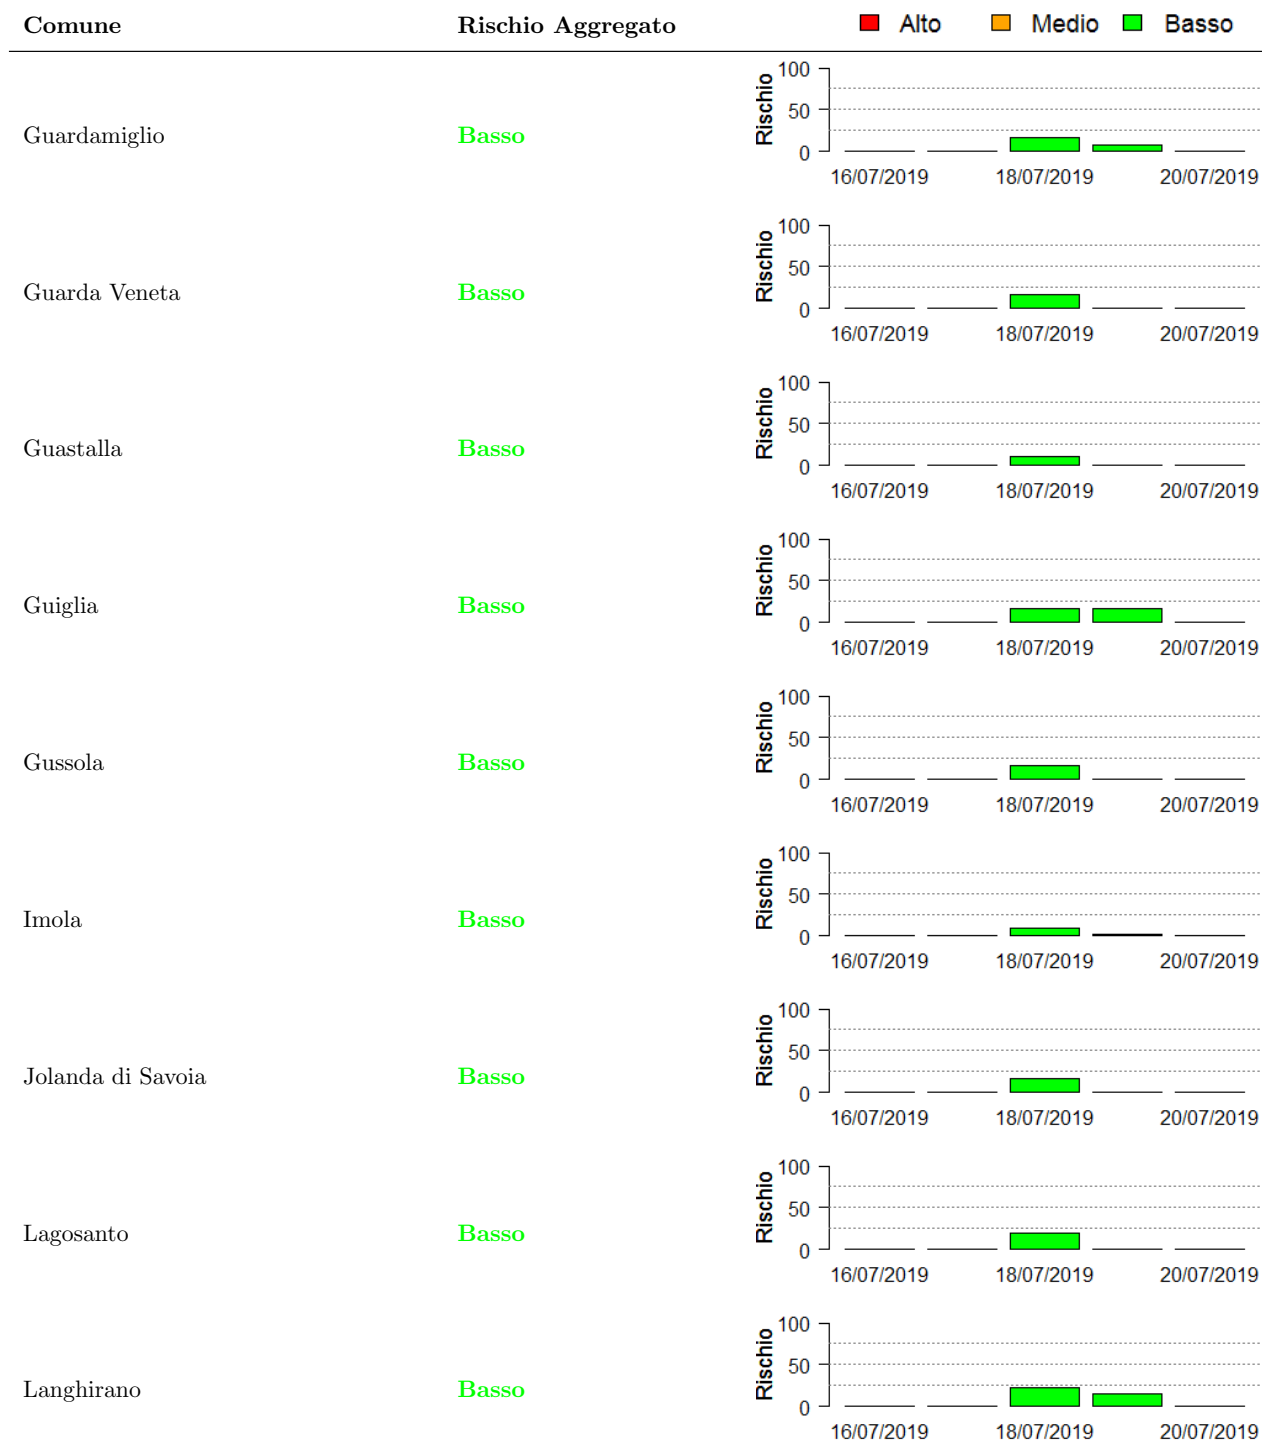 Comune Rischio Aggregato Alto Medio Basso
Guardamiglio Basso Rischio 100 50 0
16/07/2019 18/07/2019 20/07/2019
Guarda Veneta Basso Rischio 100 50 0
16/07/2019 18/07/2019 20/07/2019
Guastalla Basso Rischio 100 50 0
16/07/2019 18/07/2019 20/07/2019
Guiglia Basso Rischio 100 50 0
16/07/2019 18/07/2019 20/07/2019
Gussola Basso Rischio 100 50 0
16/07/2019 18/07/2019 20/07/2019
Imola Basso Rischio 100 50 0
16/07/2019 18/07/2019 20/07/2019
Jolanda di Savoia Basso Rischio 100 50 0
16/07/2019 18/07/2019 20/07/2019
Lagosanto Basso Rischio 100 50 0
16/07/2019 18/07/2019 20/07/2019
Langhirano Basso Rischio 100 50 0
16/07/2019 18/07/2019 20/07/2019